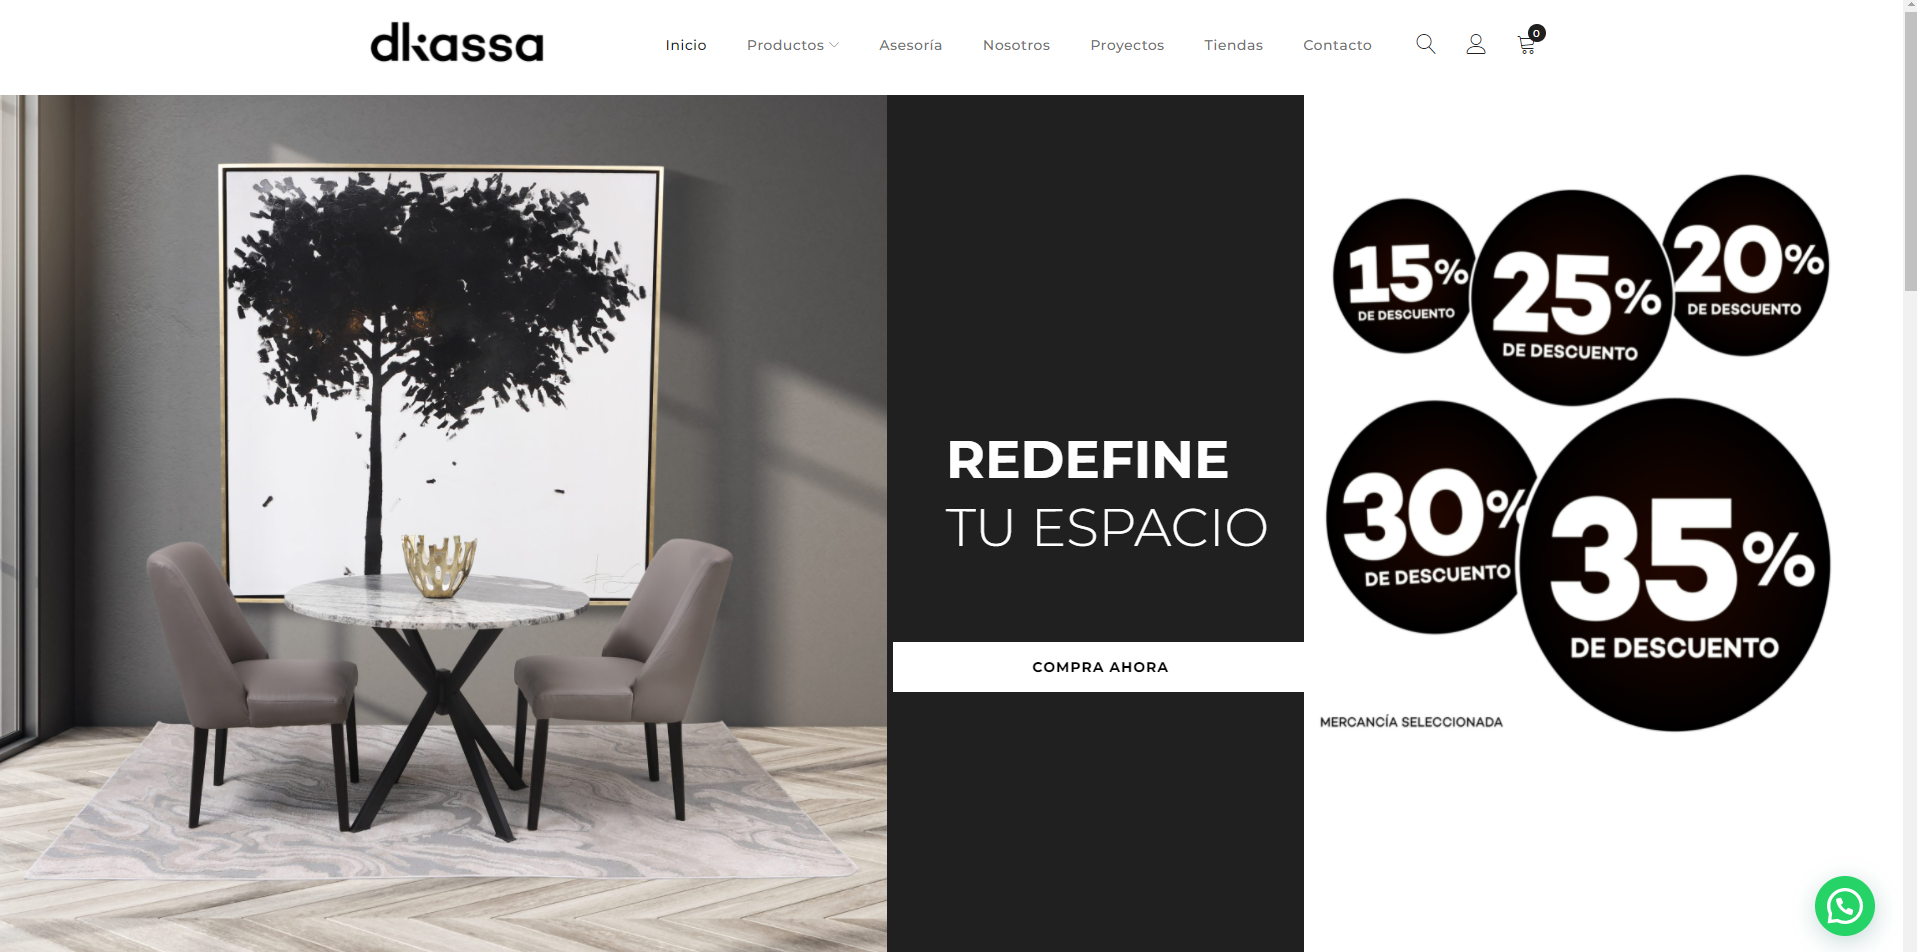 dkassa
Inicio
Productos
Asesoría
Nosotros
Proyectos
Tiendas
Contacto
0
REDEFINE
TU ESPACIO
COMPRA AHORA
15%
DE DESCUENTO
25%
DE DESCUENTO
20%
DE DESCUENTO
30%
DE DESCUENTO
35%
DE DESCUENTO
MERCANCÍA SELECCIONADA